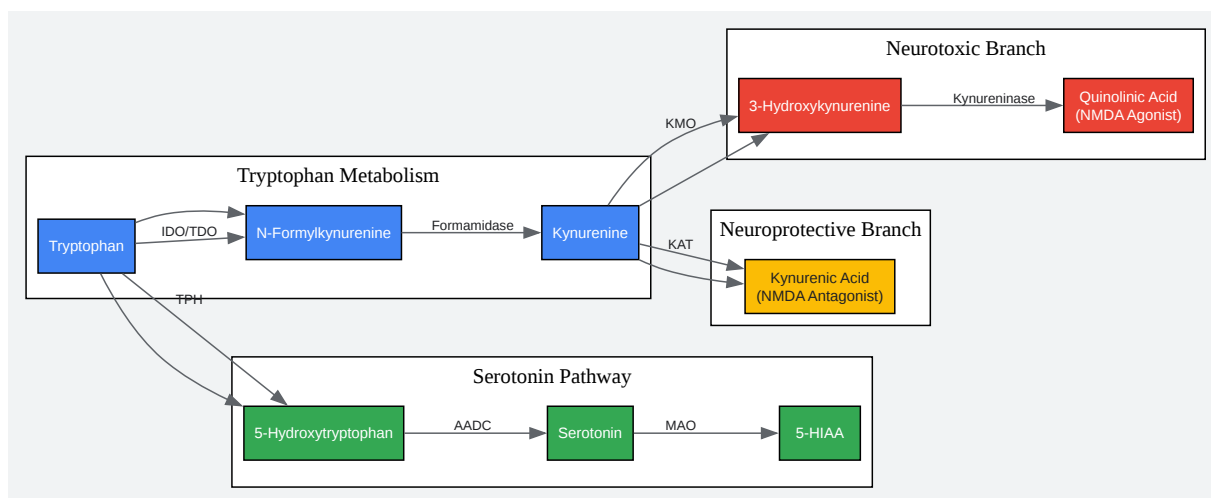 Neurotoxic Branch
3-Hydroxykynurenine
Kynureninase
Quinolinic Acid
(NMDA Agonist)
KMO
Tryptophan Metabolism
Tryptophan
IDO/TDO
N-Formylkynurenine
Formamidase
Kynurenine
KAT
Neuroprotective Branch
Kynurenic Acid
(NMDA Antagonist)
TPH
Serotonin Pathway
5-Hydroxytryptophan
AADC
Serotonin
MAO
5-HIAA